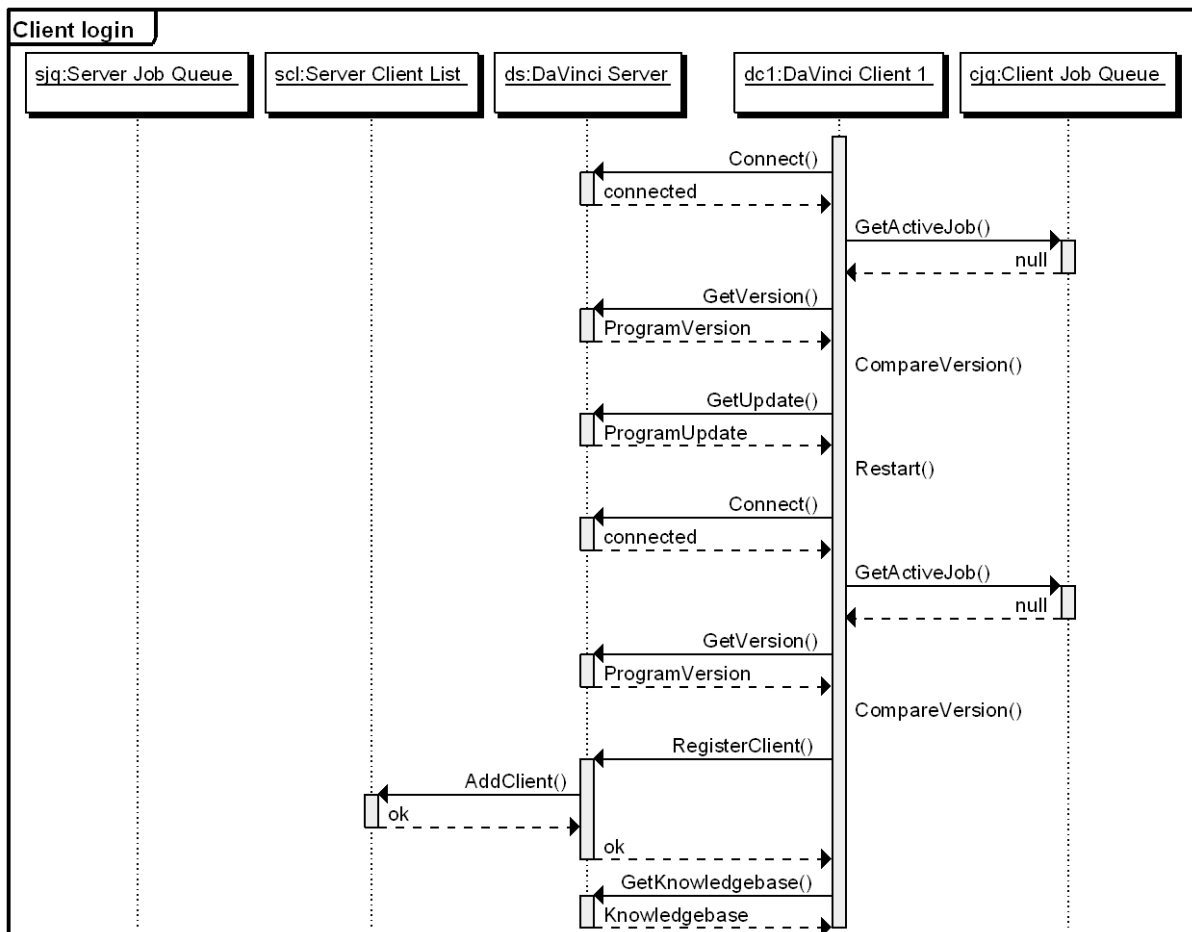 Client login
sjq:Server Job Queue
scl:Server Client List
ds:DaVinci Server
dc1:DaVinci Client 1
cjq:Client Job Queue
Connect()
connected
GetActiveJob()
null
GetVersion()
ProgramVersion
CompareVersion()
GetUpdate()
ProgramUpdate
Restart()
Connect()
connected
GetActiveJob()
null
GetVersion()
ProgramVersion
CompareVersion()
RegisterClient()
AddClient()
ok
ok
GetKnowledgebase()
Knowledgebase